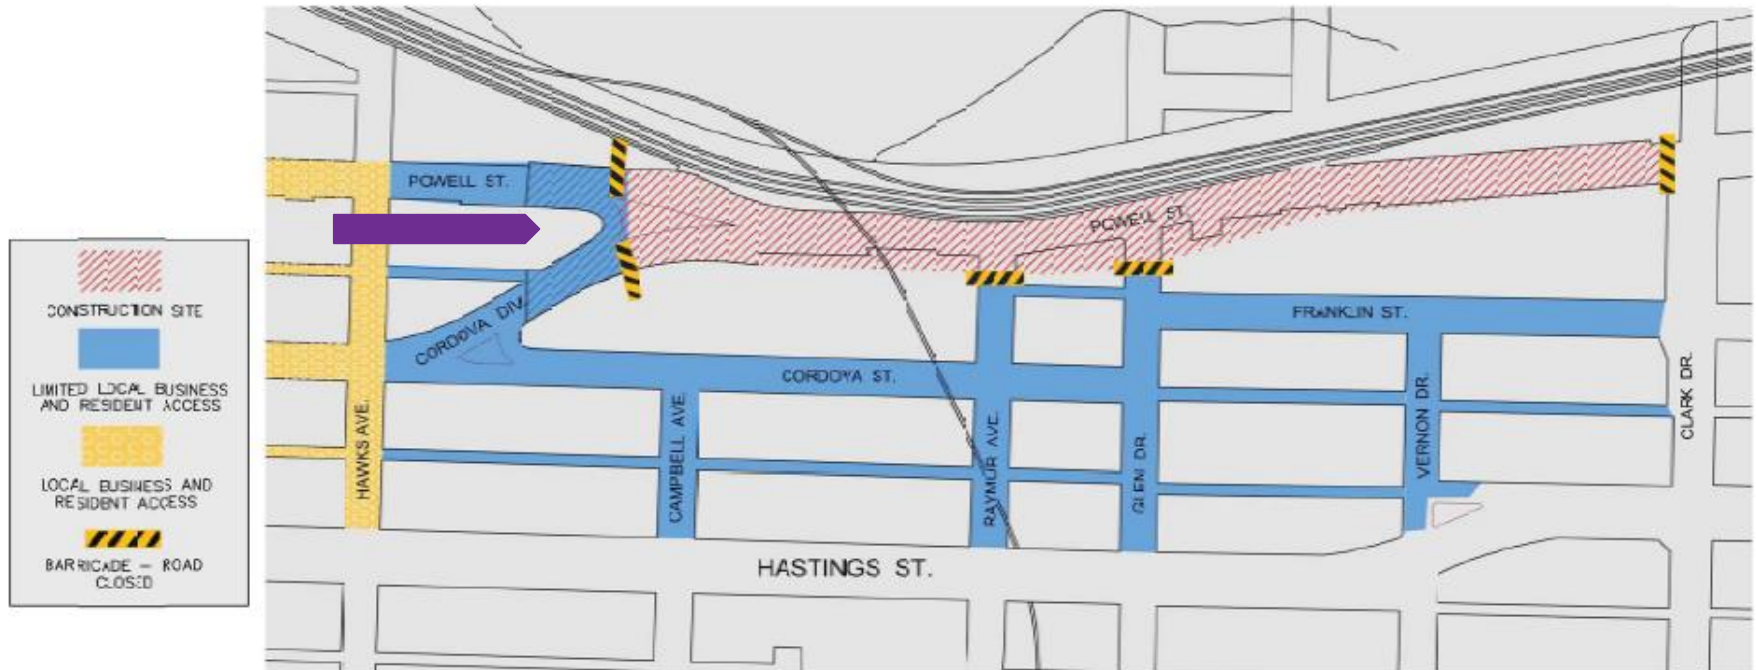 CONSTRUCTION SITE
LIMITED LOCAL BUSINESS
AND RESIDENT ACCESS
LOCAL BUSINESS AND
RESIDENT ACCESS
BARRICADE – ROAD
CLOSED
POWELL ST.
POWELL ST.
CORDOVA DIV
FRANKLIN ST.
CORDOVA ST.
HAWKS AVE.
CAMPBELL AVE.
RAYMUR AVE.
GLEN DR.
VERNON DR.
CLARK DR.
HASTINGS ST.